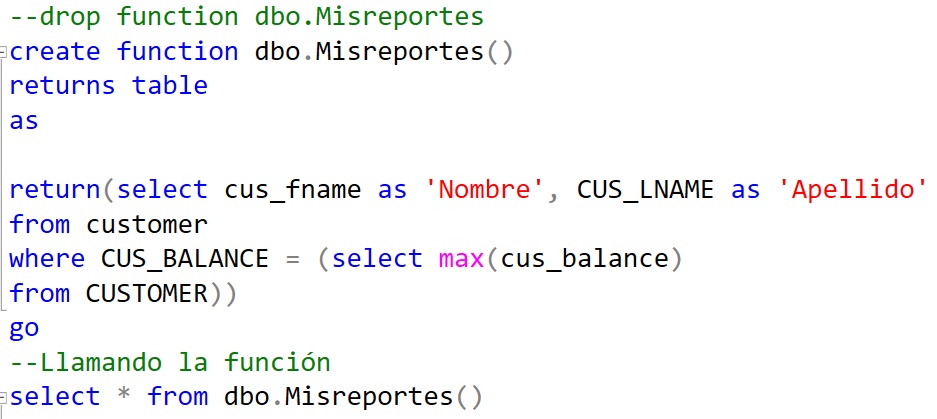 --drop function dbo.Misreportes
create function dbo.Misreportes()
returns table
as
return(select cus_fname as 'Nombre', CUS_LNAME as 'Apellido'
from customer
where CUS_BALANCE = (select max(cus_balance)
from CUSTOMER))
go
--Llamando la función
select * from dbo.Misreportes()